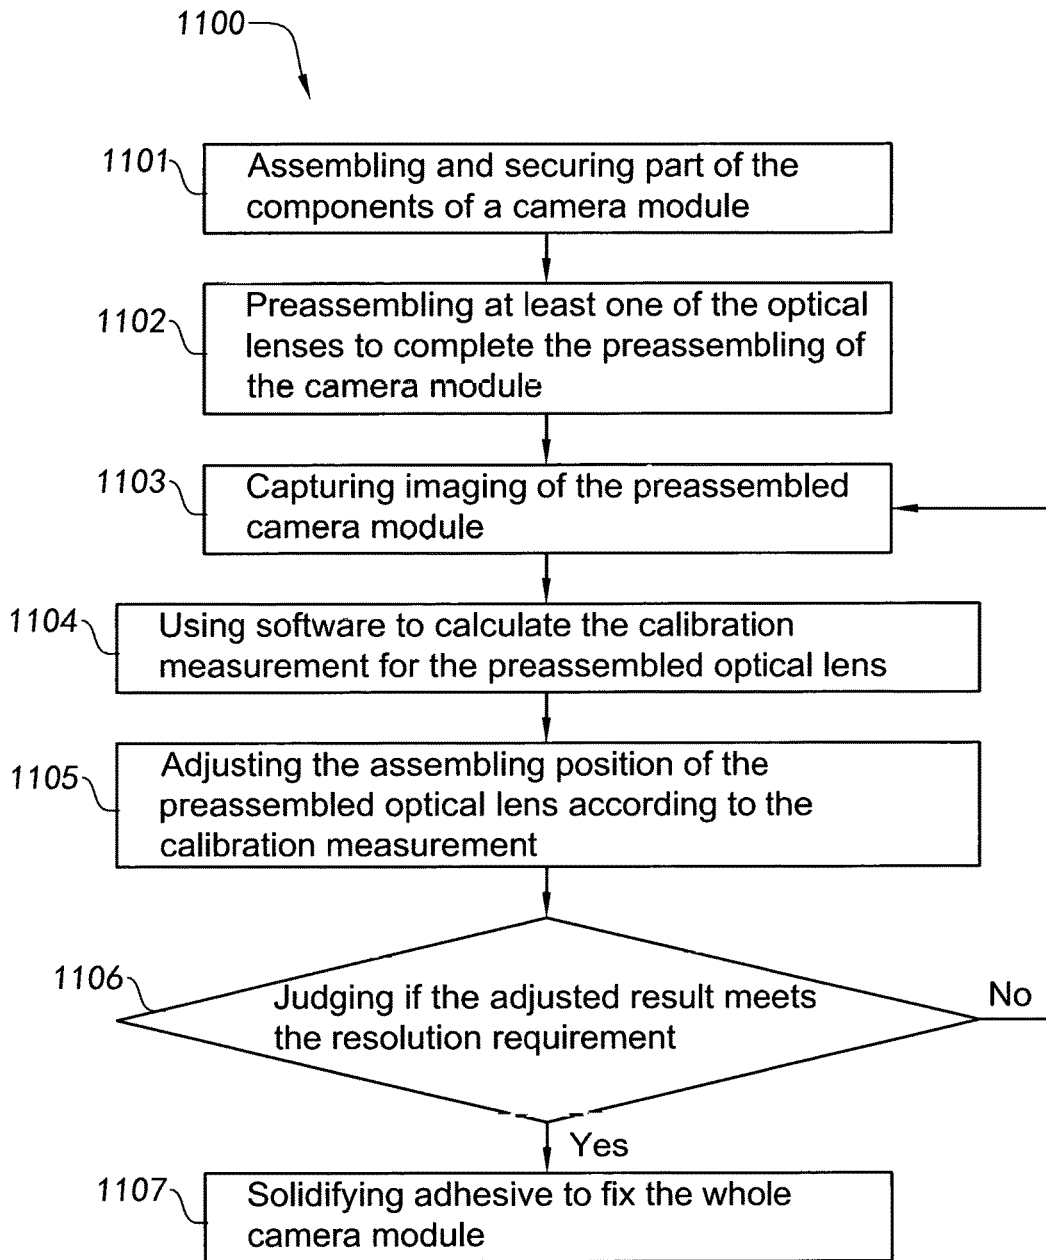 1100
1101
Assembling and securing part of the
components of a camera module
1102
Preassembling at least one of the optical
lenses to complete the preassembling of
the camera module
1103
Capturing imaging of the preassembled
camera module
1104
Using software to calculate the calibration
measurement for the preassembled optical lens
1105
Adjusting the assembling position of the
preassembled optical lens according to the
calibration measurement
1106
Judging if the adjusted result meets
the resolution requirement
No
Yes
1107
Solidifying adhesive to fix the whole
camera module